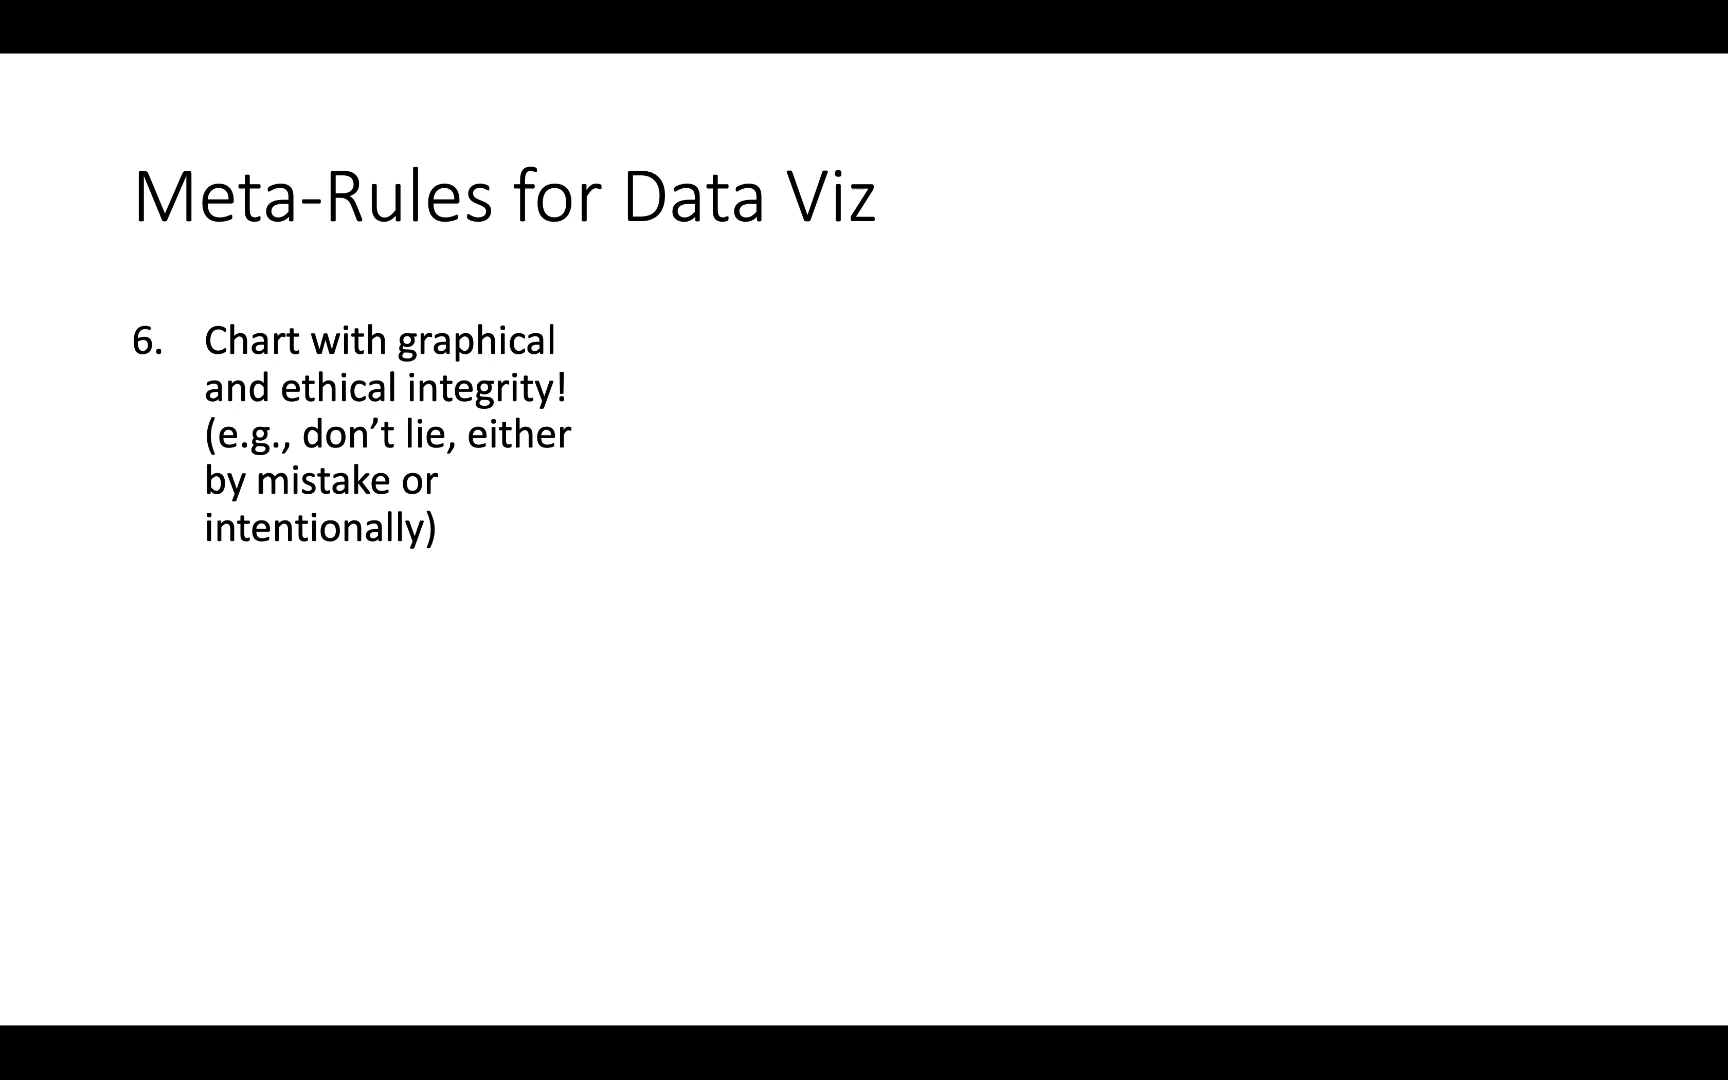 Meta-Rules for Data Viz
6. Chart with graphical
and ethical integrity!
(e.g., don’t lie, either
by mistake or
intentionally)